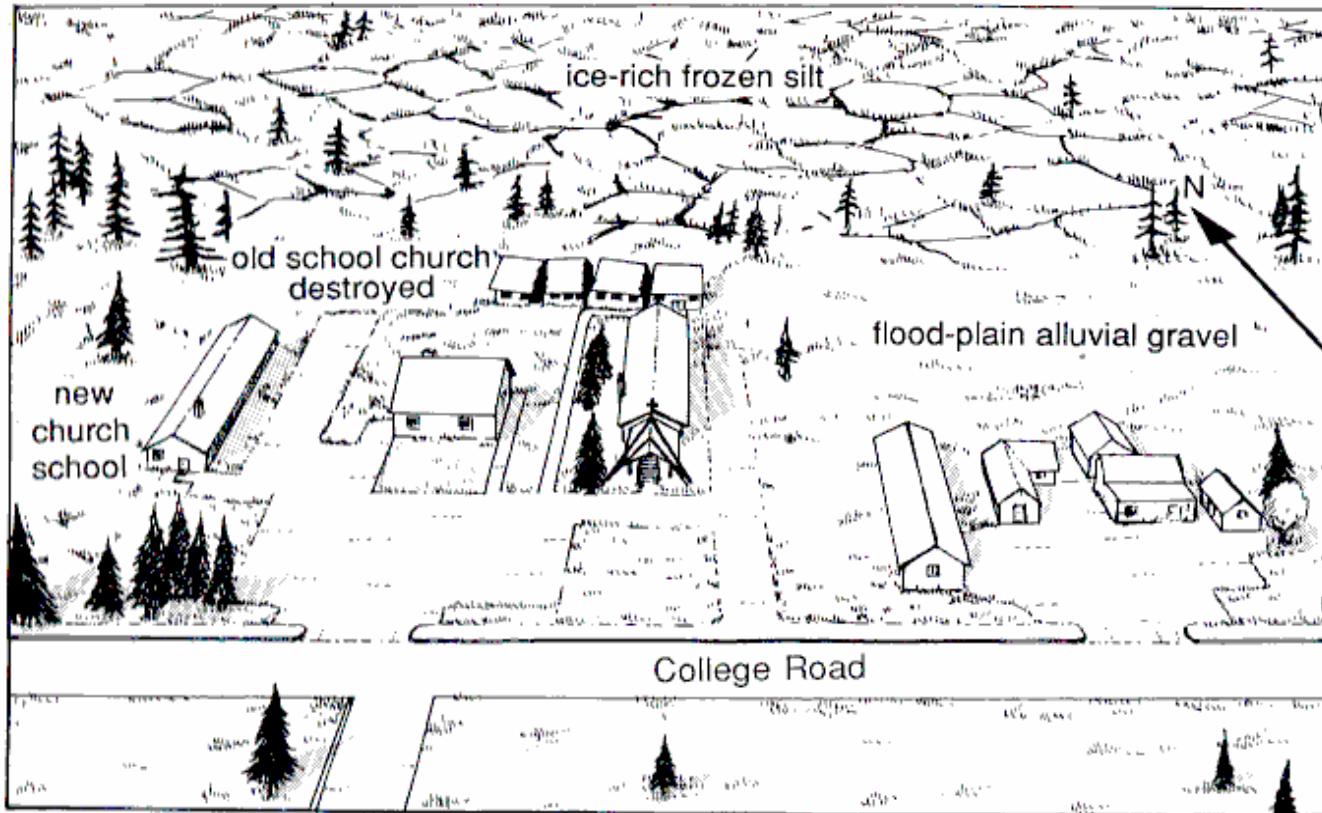 ice-rich frozen silt
N
old school church
destroyed
flood-plain alluvial gravel
new
church
school
College Road